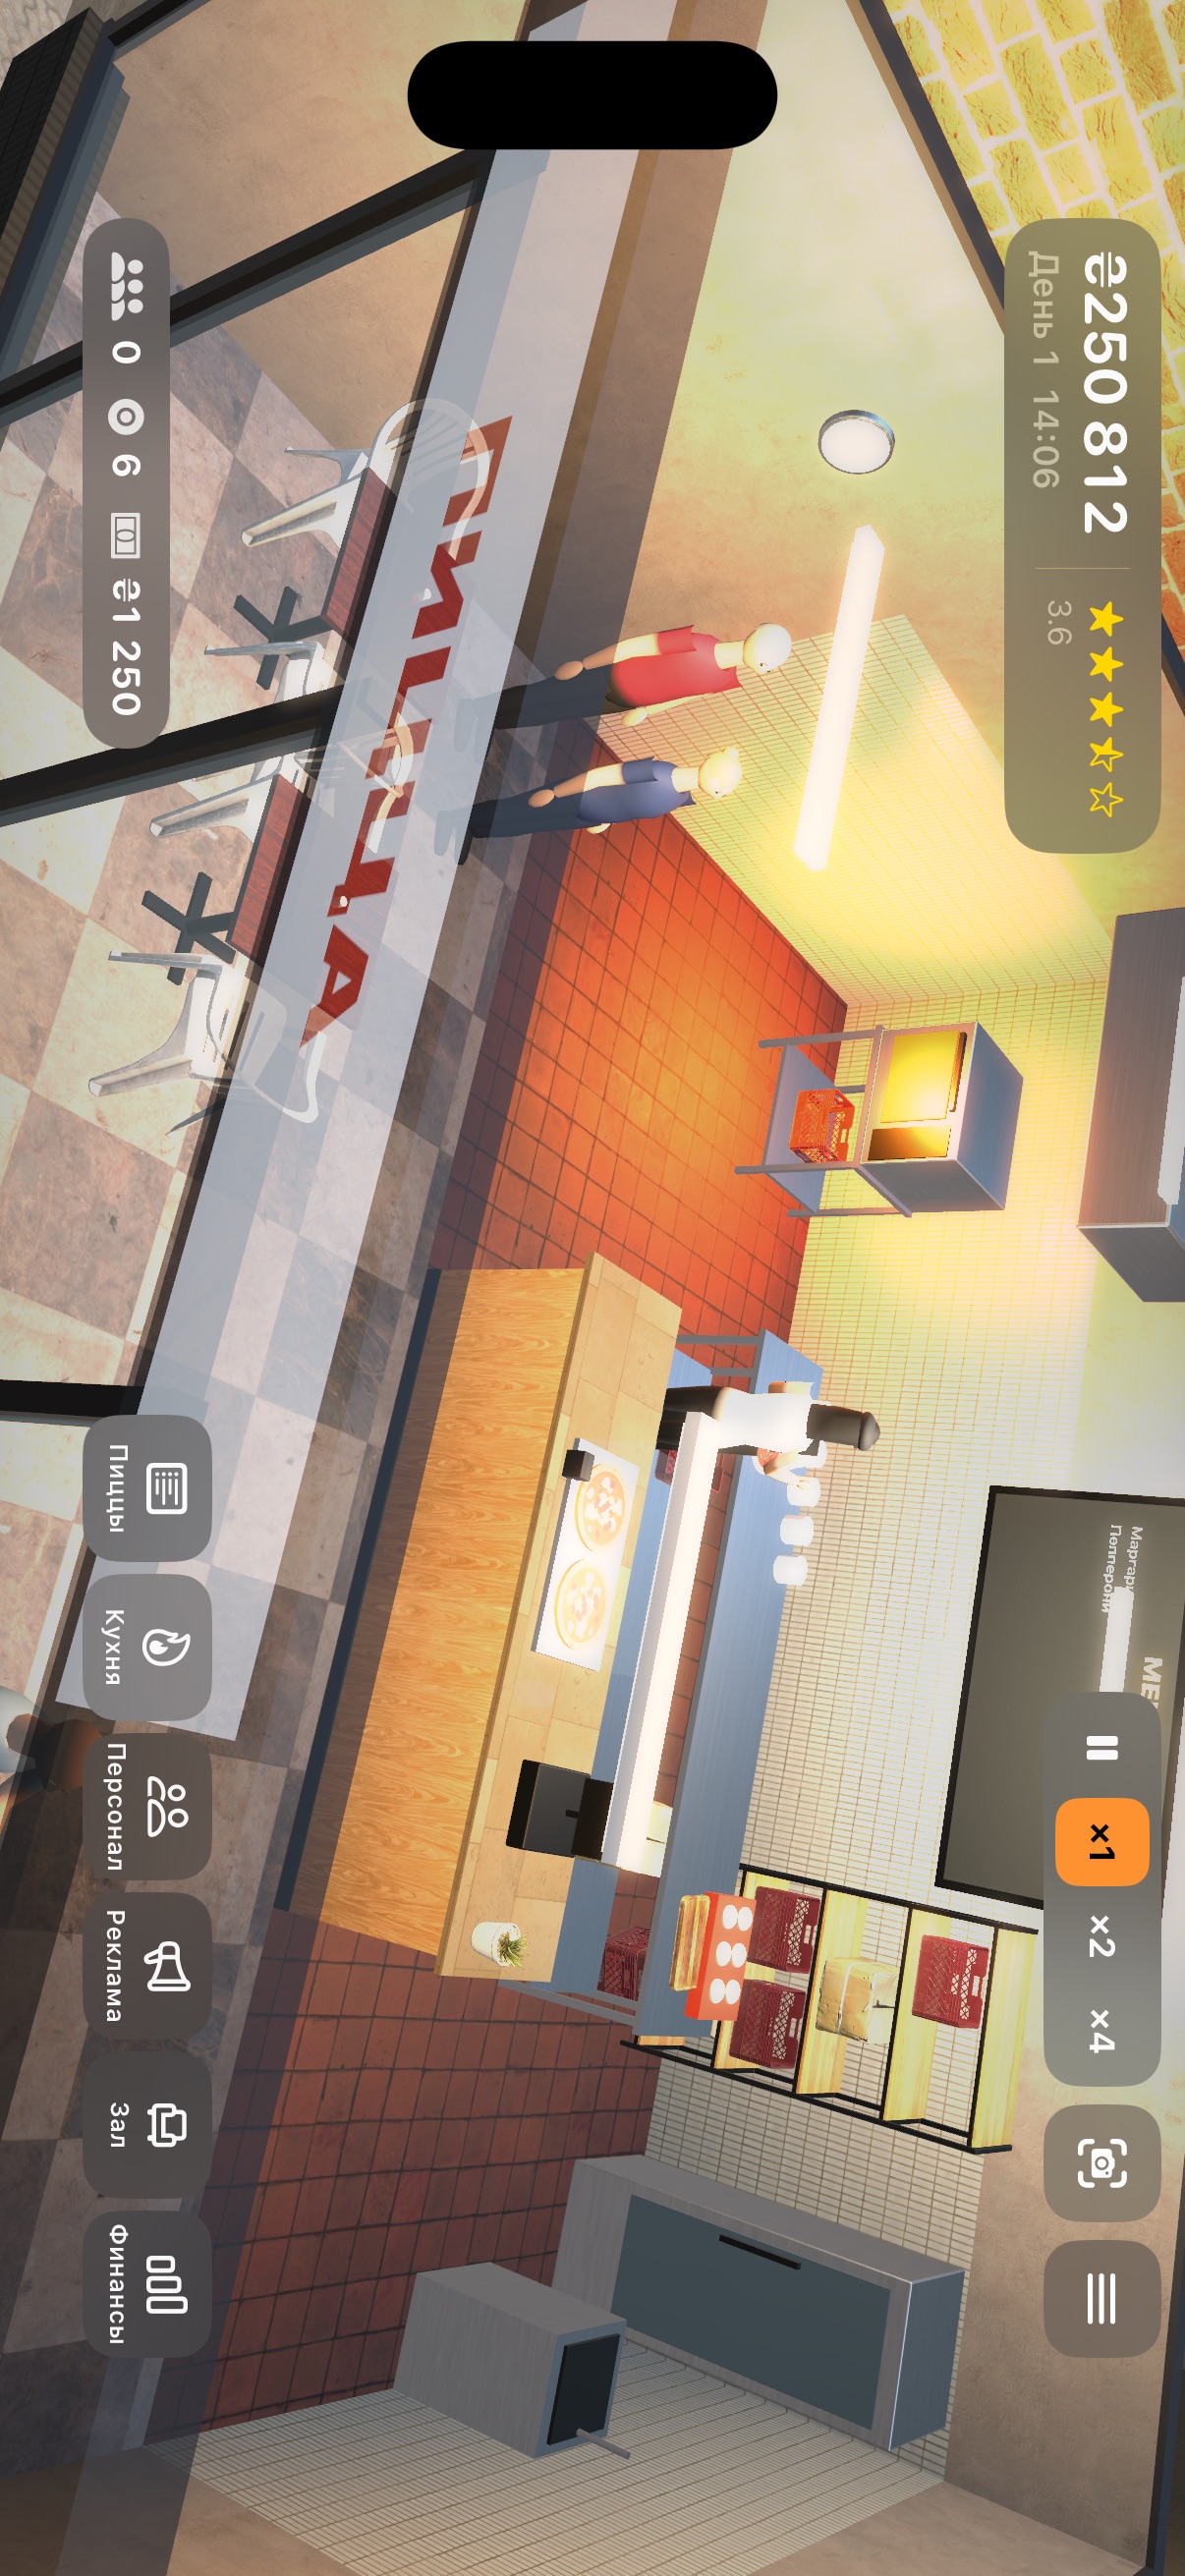 ₴250 812
День 1 14:06
3.6
×1
×2
×4
МЕ
Маргари
Пепперони
ПИЦЦА
0
6
₴1 250
Пиццы
Кухня
Персонал
Реклама
Зал
Финансы